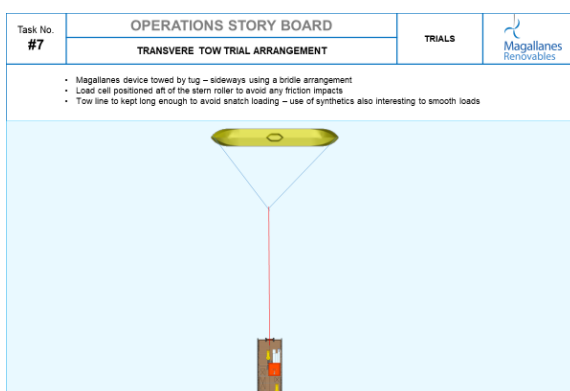 Task No.
#7
OPERATIONS STORY BOARD
TRANSVERE TOW TRIAL ARRANGEMENT
TRIALS
Magallanes
Renovables
• Magallanes device towed by tug – sideways using a bridle arrangement
• Load cell positioned aft of the stern roller to avoid any friction impacts
• Tow line to kept long enough to avoid snatch loading – use of synthetics also interesting to smooth loads